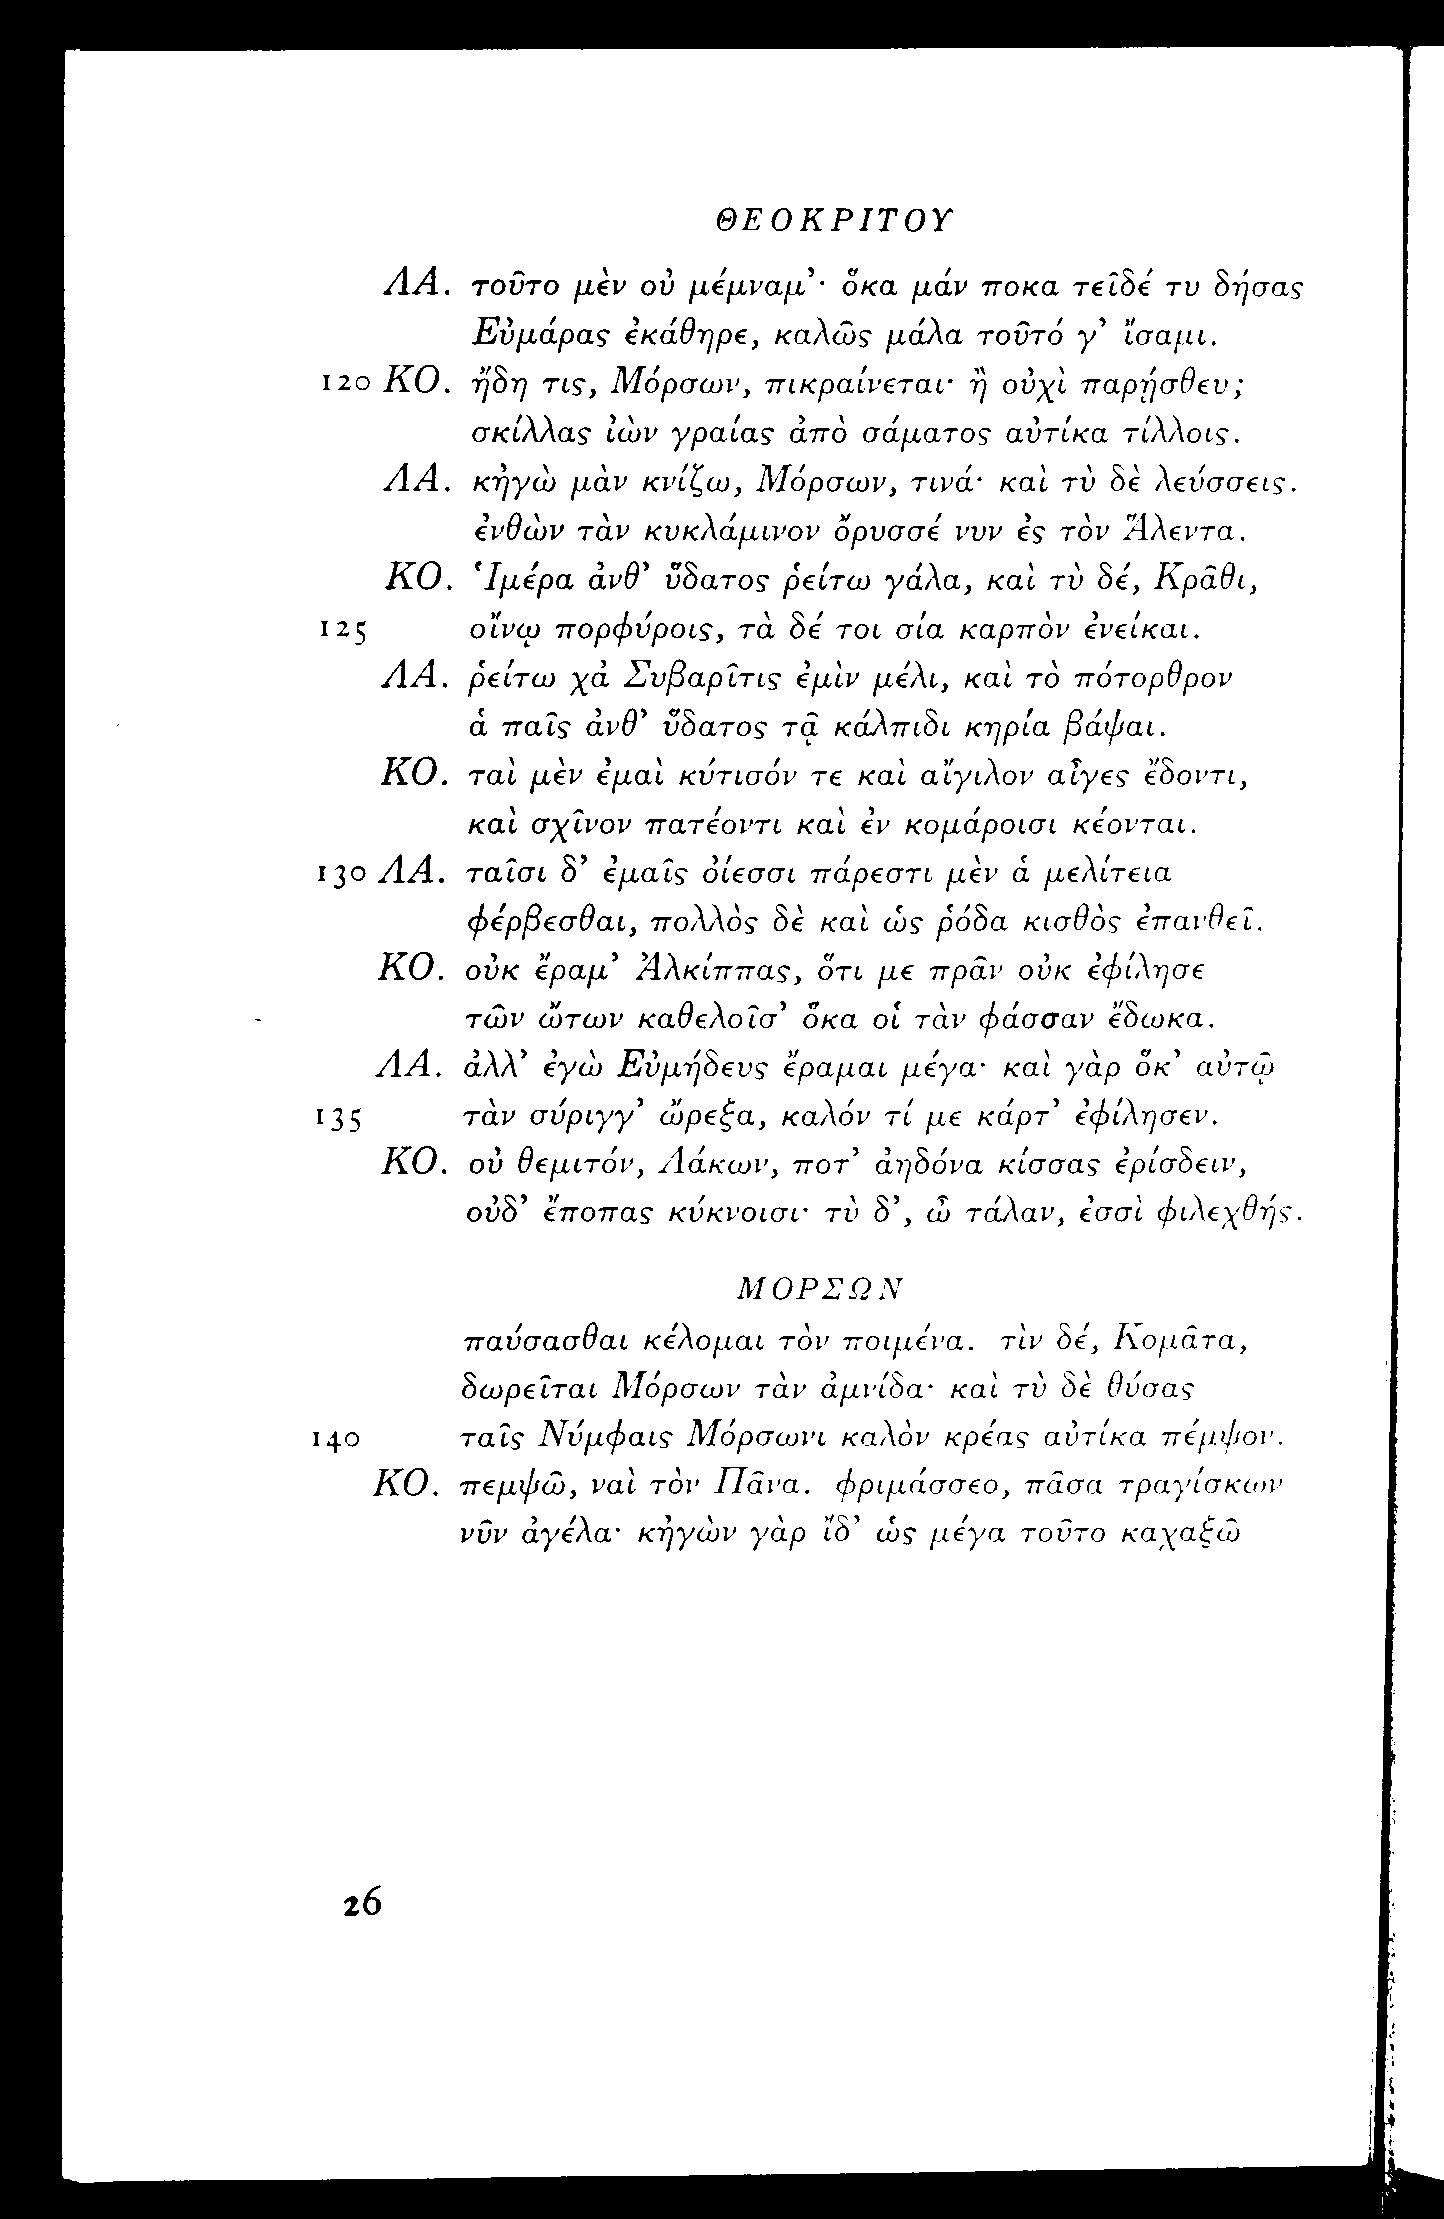 ΘΕΟΚΡΙΤΟΥ
ΛΑ. τοῦτο μὲν οὐ μέμναμ’· ὅκα μάν ποκα τεῖδέ τυ δήσας
Εὐμάρας ἐκάθηρε, καλῶς μάλα τοῦτό γ’ ἴσαμι.
120 ΚΟ. ἤδη τις, Μόρσων, πικραίνεται· ἢ οὐχὶ παρῄσθευ;
σκίλλας ἰὼν γραίας ἀπὸ σάματος αὐτίκα τίλλοις.
ΛΑ. κἠγὼ μὰν κνίζω, Μόρσων, τινά· καὶ τὺ δὲ λεύσσεις.
ἐνθὼν τὰν κυκλάμινον ὄρυσσέ νυν ἐς τὸν Ἅλεντα.
ΚΟ. Ἱμέρα ἀνθ’ ὕδατος ῥείτω γάλα, καὶ τὺ δέ, Κρᾶθι,
125 οἴνῳ πορφύροις, τὰ δέ τοι σία καρπὸν ἐνείκαι.
ΛΑ. ῥείτω χἀ Συβαρῖτις ἐμὶν μέλι, καὶ τὸ πότορθρον
ἁ παῖς ἀνθ’ ὕδατος τᾷ κάλπιδι κηρία βάψαι.
ΚΟ. ταὶ μὲν ἐμαὶ κύτισόν τε καὶ αἴγιλον αἶγες ἔδοντι,
καὶ σχῖνον πατέοντι καὶ ἐν κομάροισι κέονται.
130 ΛΑ. ταῖσι δ’ ἐμαῖς ὀίεσσι πάρεστι μὲν ἁ μελίτεια
φέρβεσθαι, πολλὸς δὲ καὶ ὡς ῥόδα κισθὸς ἐπανθεῖ.
ΚΟ. οὐκ ἔραμ’ Ἀλκίππας, ὅτι με πρᾶν οὐκ ἐφίλησε
τῶν ὤτων καθελοῖσ’ ὅκα οἱ τὰν φάσσαν ἔδωκα.
ΛΑ. ἀλλ’ ἐγὼ Εὐμήδευς ἔραμαι μέγα· καὶ γὰρ ὅκ’ αὐτῷ
135 τὰν σύριγγ’ ὤρεξα, καλόν τί με κάρτ’ ἐφίλησεν.
ΚΟ. οὐ θεμιτόν, Λάκων, ποτ’ ἀηδόνα κίσσας ἐρίσδειν,
οὐδ’ ἔποπας κύκνοισι· τὺ δ’, ὦ τάλαν, ἐσσὶ φιλεχθής.
ΜΟΡΣΩΝ
παύσασθαι κέλομαι τὸν ποιμένα. τὶν δέ, Κομᾶτα,
δωρεῖται Μόρσων τὰν ἀμνίδα· καὶ τὺ δὲ θύσας
140 ταῖς Νύμφαις Μόρσωνι καλὸν κρέας αὐτίκα πέμψον.
ΚΟ. πεμψῶ, ναὶ τὸν Πᾶνα. φριμάσσεο, πᾶσα τραγίσκων
νῦν ἀγέλα· κἠγὼν γὰρ ἴδ’ ὡς μέγα τοῦτο καχαξῶ
26